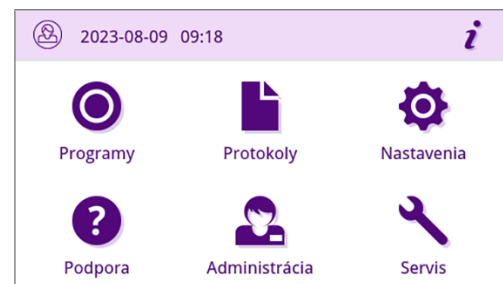 2023-08-09 09:18 i
Programy Protokoly Nastavenia
Podpora Administrácia Servis